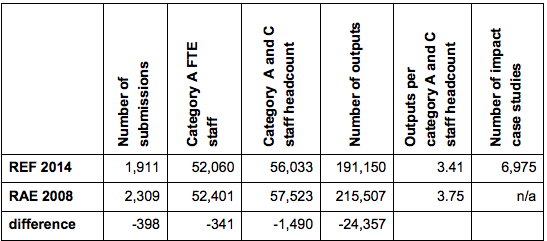 Number of
submissions
Category A FTE
staff
Category A and C
staff headcount
Number of outputs
Outputs per
category A and C
staff headcount
Number of impact
case studies
REF 2014 1,911 52,060 56,033 191,150 3.41 6,975
RAE 2008 2,309 52,401 57,523 215,507 3.75 n/a
difference -398 -341 -1,490 -24,357